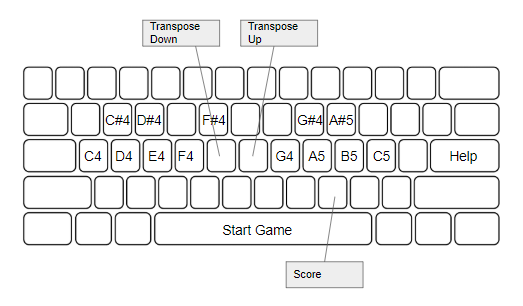 Transpose
Down
Transpose
Up
C#4 D#4 F#4 G#4 A#5
C4 D4 E4 F4 G4 A5 B5 C5 Help
Start Game
Score